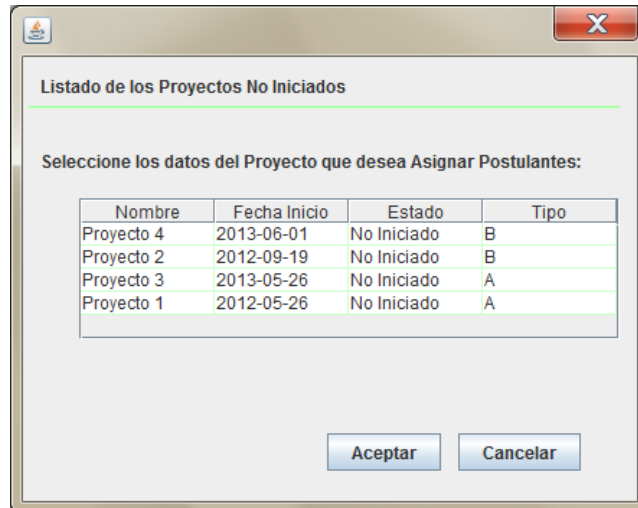 Listado de los Proyectos No Iniciados
Seleccione los datos del Proyecto que desea Asignar Postulantes:
Nombre Fecha Inicio Estado Tipo
Proyecto 4 2013-06-01 No Iniciado B
Proyecto 2 2012-09-19 No Iniciado B
Proyecto 3 2013-05-26 No Iniciado A
Proyecto 1 2012-05-26 No Iniciado A
Aceptar Cancelar